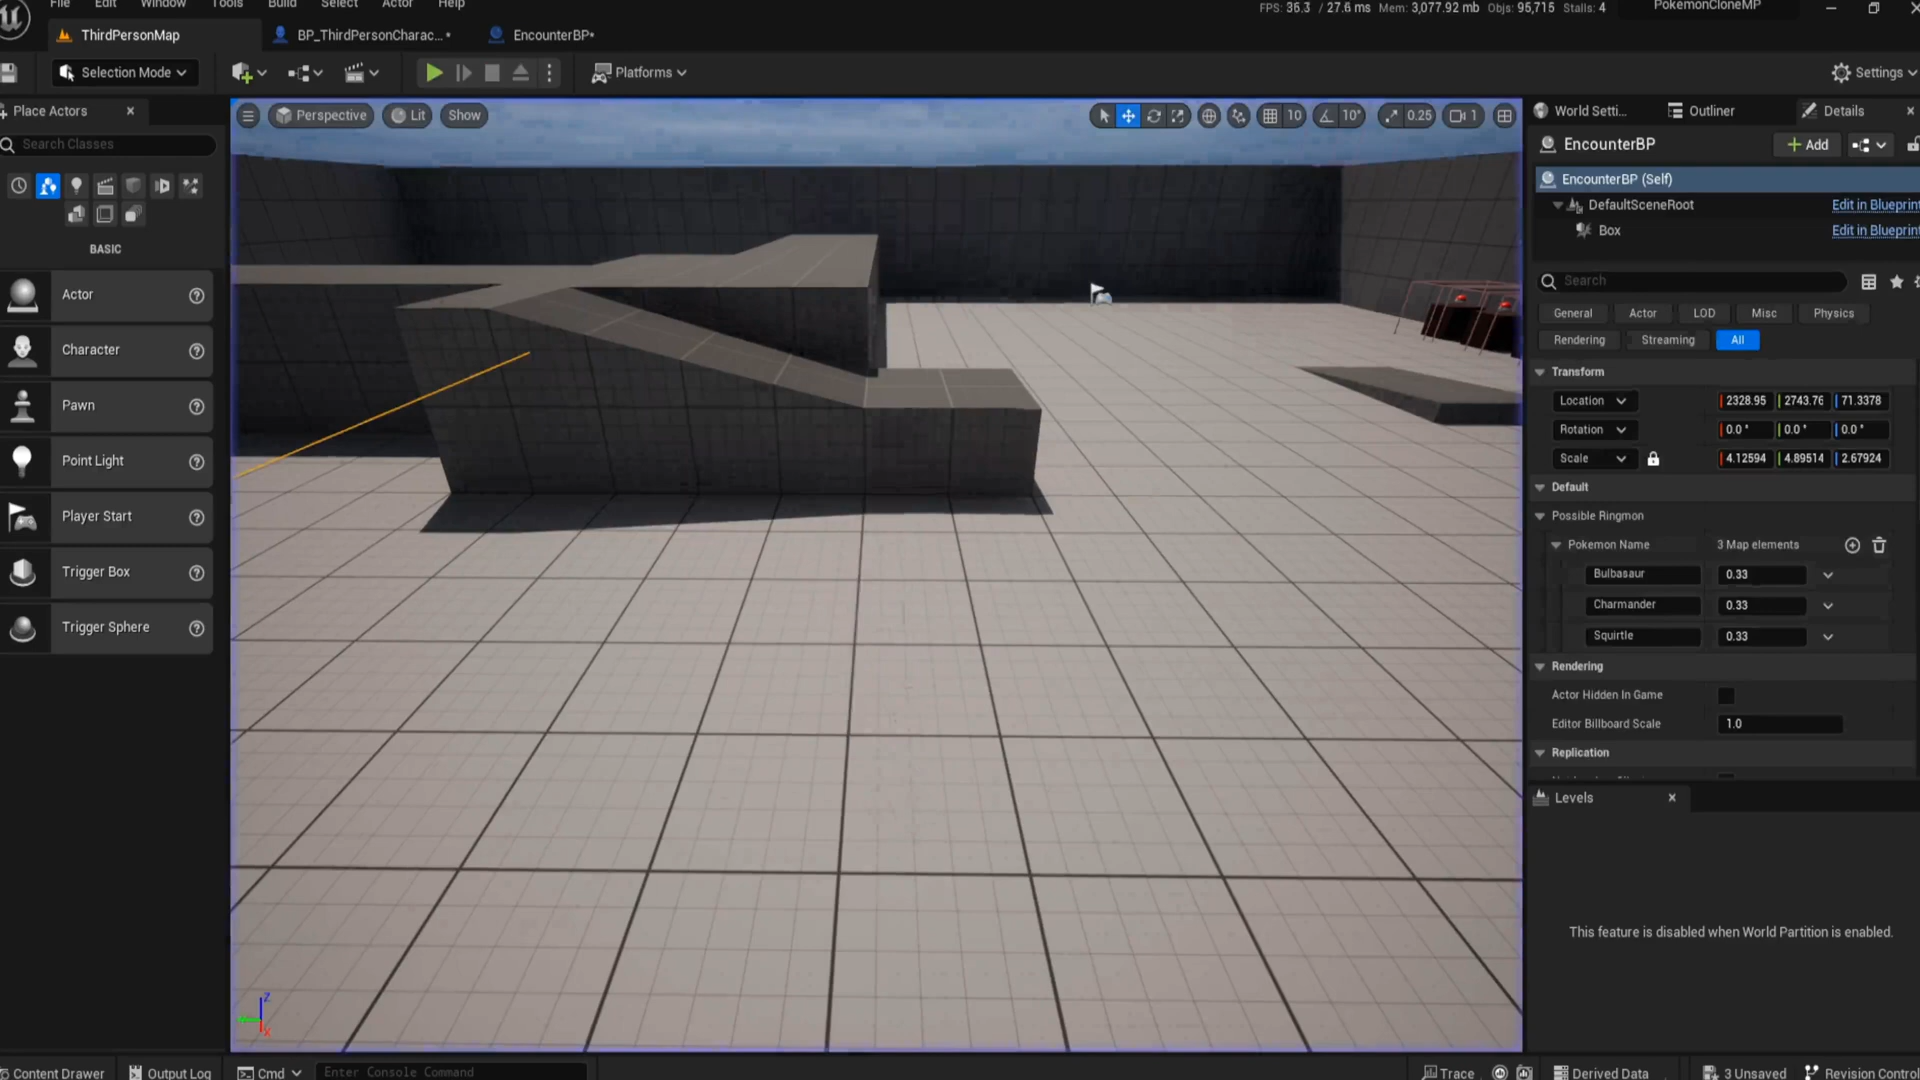 File Edit Window Tools Build Select Actor Help
FPS: 36.3 / 27.6 ms Mem: 3,077.92 mb Objs: 95,715 Stalls: 4
PokemonCloneMP
ThirdPersonMap
BP_ThirdPersonCharac...*
EncounterBP*
Selection Mode
Platforms
Settings
Place Actors
Search Classes
BASIC
Actor
Character
Pawn
Point Light
Player Start
Trigger Box
Trigger Sphere
Perspective
Lit
Show
10
10°
0.25
1
Z
X
World Setti...
Outliner
Details
EncounterBP
Add
EncounterBP (Self)
DefaultSceneRoot Edit in Blueprint
Box Edit in Blueprint
Search
General Actor LOD Misc Physics
Rendering Streaming All
Transform
Location 2328.95 2743.76 71.3378
Rotation 0.0° 0.0° 0.0°
Scale 4.12594 4.89514 2.67924
Default
Possible Ringmon
Pokemon Name 3 Map elements
Bulbasaur 0.33
Charmander 0.33
Squirtle 0.33
Rendering
Actor Hidden In Game
Editor Billboard Scale 1.0
Replication
Levels
This feature is disabled when World Partition is enabled.
Content Drawer
Output Log
Cmd
Enter Console Command
Trace
Derived Data
3 Unsaved
Revision Control